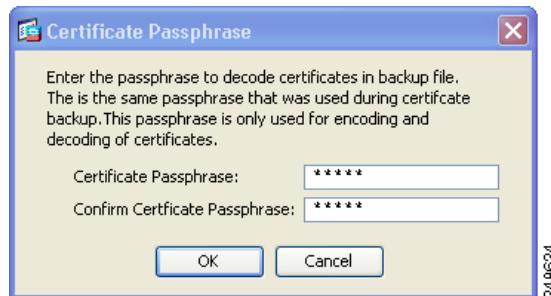 Certificate Passphrase
Enter the passphrase to decode certificates in backup file.
The is the same passphrase that was used during certifcate
backup.This passphrase is only used for encoding and
decoding of certificates.
Certificate Passphrase: *****
Confirm Certficate Passphrase: *****
OK Cancel